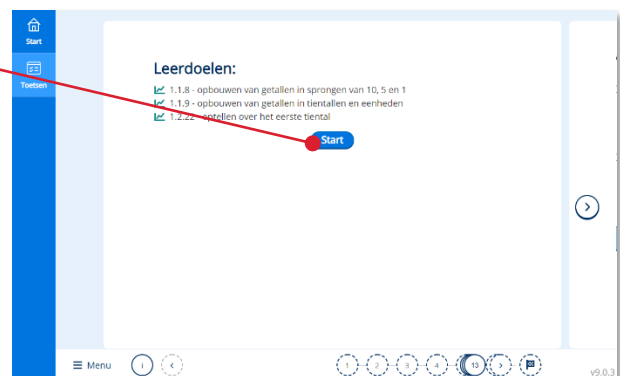 Start
Toetsen
Leerdoelen:
1.1.8 - opbouwen van getallen in sprongen van 10, 5 en 1
1.1.9 - opbouwen van getallen in tientallen en eenheden
1.2.22 - optellen over het eerste tiental
Start
Menu
i
1 2 3 4 13
v9.0.3